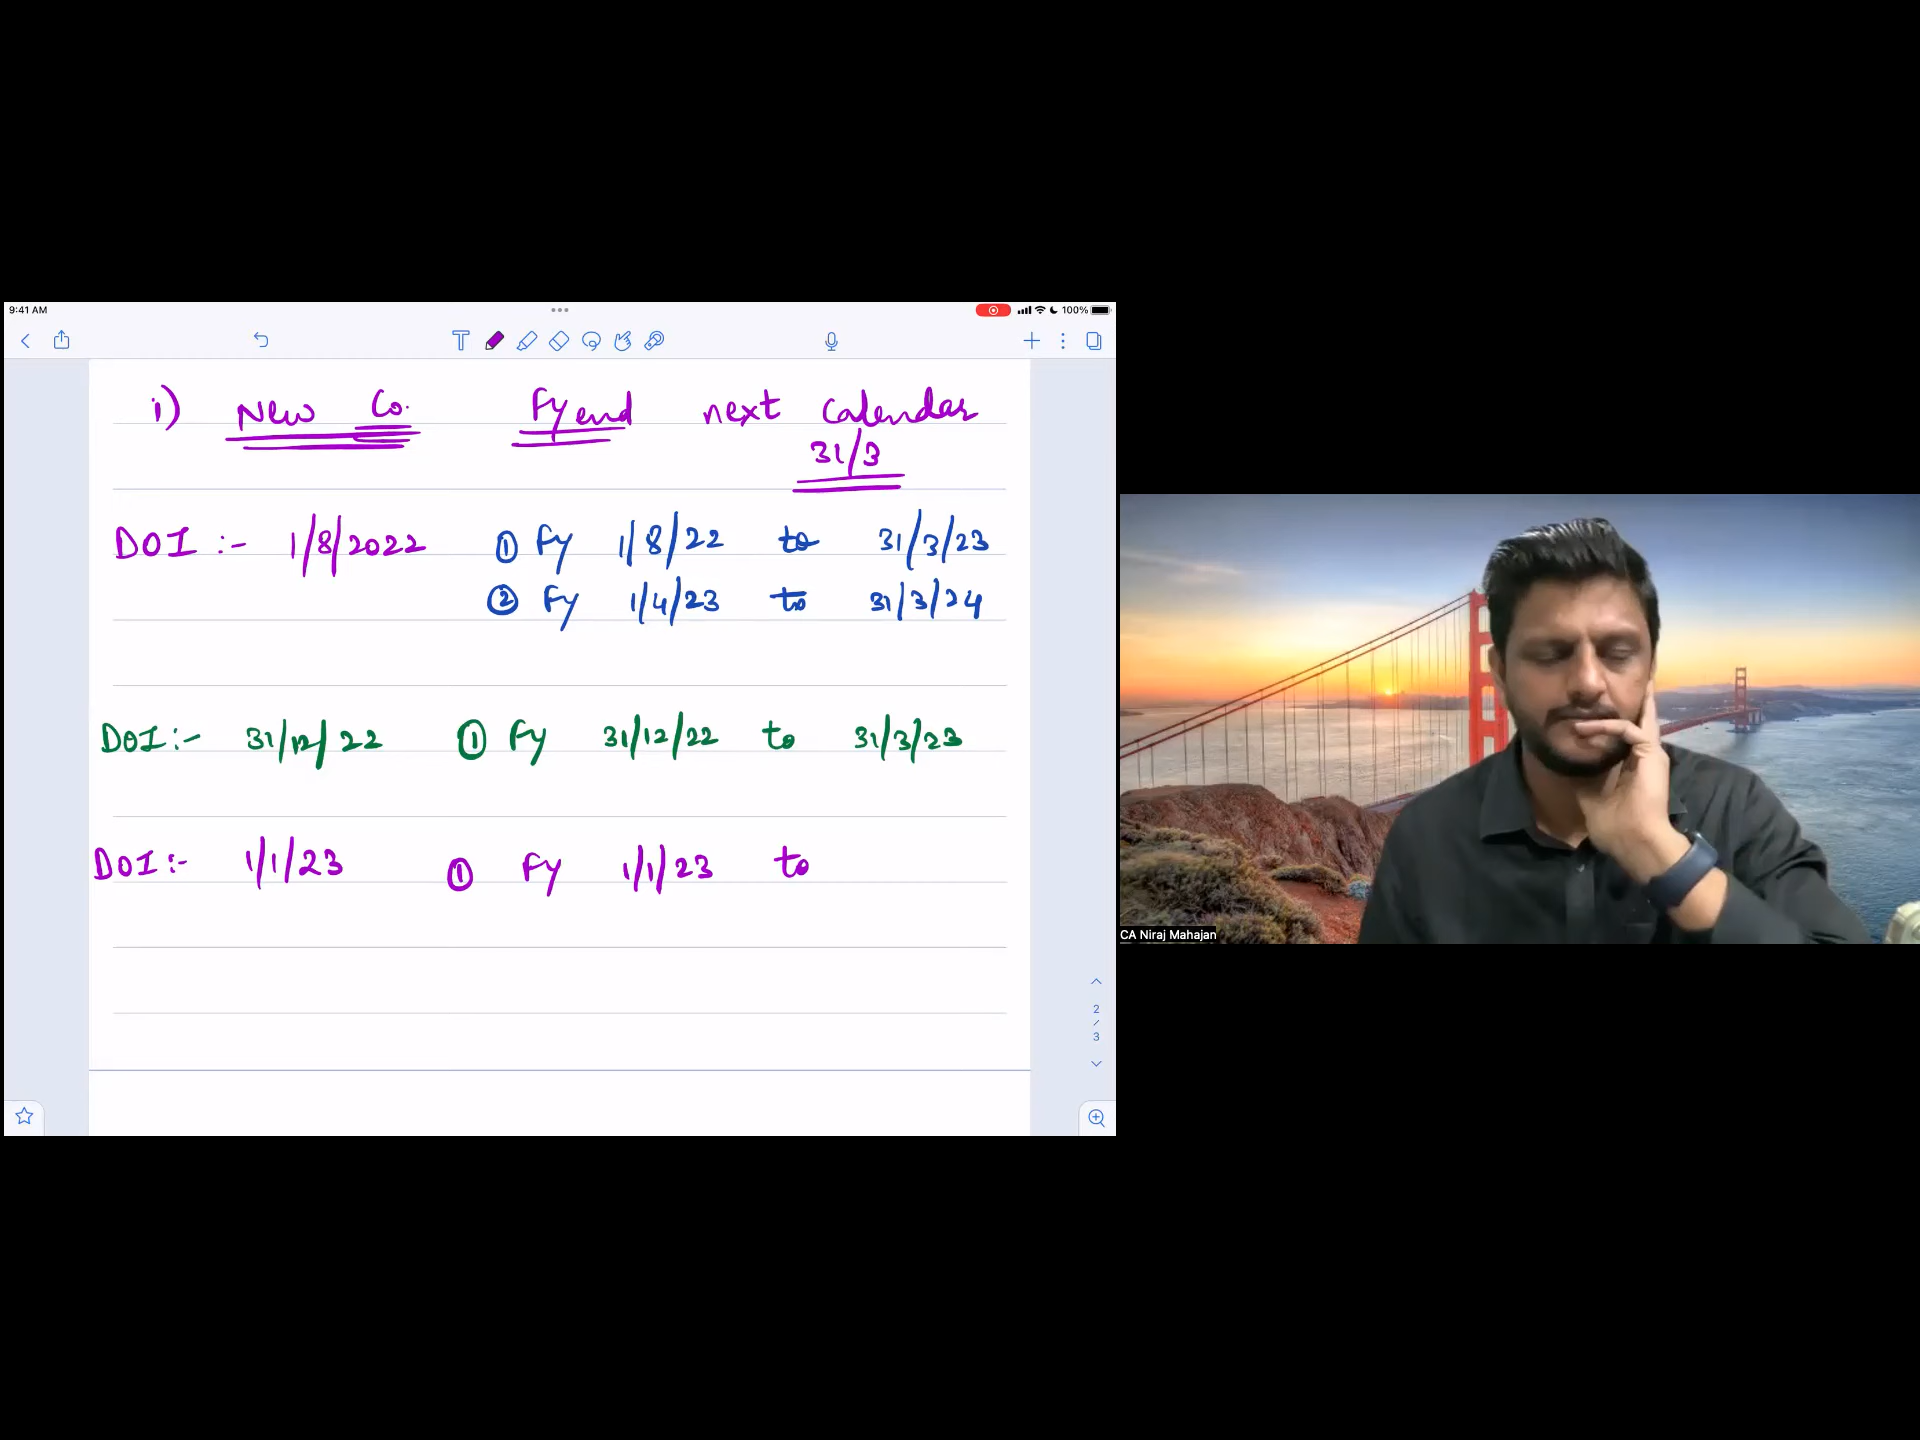 9:41 AM
100%
i) New Co. Fy end next Calendar
31/3
DOI :- 1/8/2022 ① Fy 1/8/22 to 31/3/23
② Fy 1/4/23 to 31/3/24
DOI:- 31/12/22 ① Fy 31/12/22 to 31/3/23
DOI:- 1/1/23 ① Fy 1/1/23 to
2
/
3
CA Niraj Mahajan